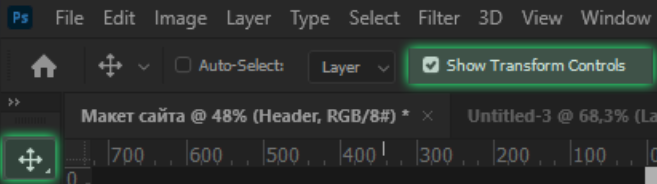 Ps File Edit Image Layer Type Select Filter 3D View Window
Auto-Select: Layer Show Transform Controls
Макет сайта @ 48% (Header, RGB/8#) * × Untitled-3 @ 68,3% (La
700 600 500 400 300 200 100 0
0